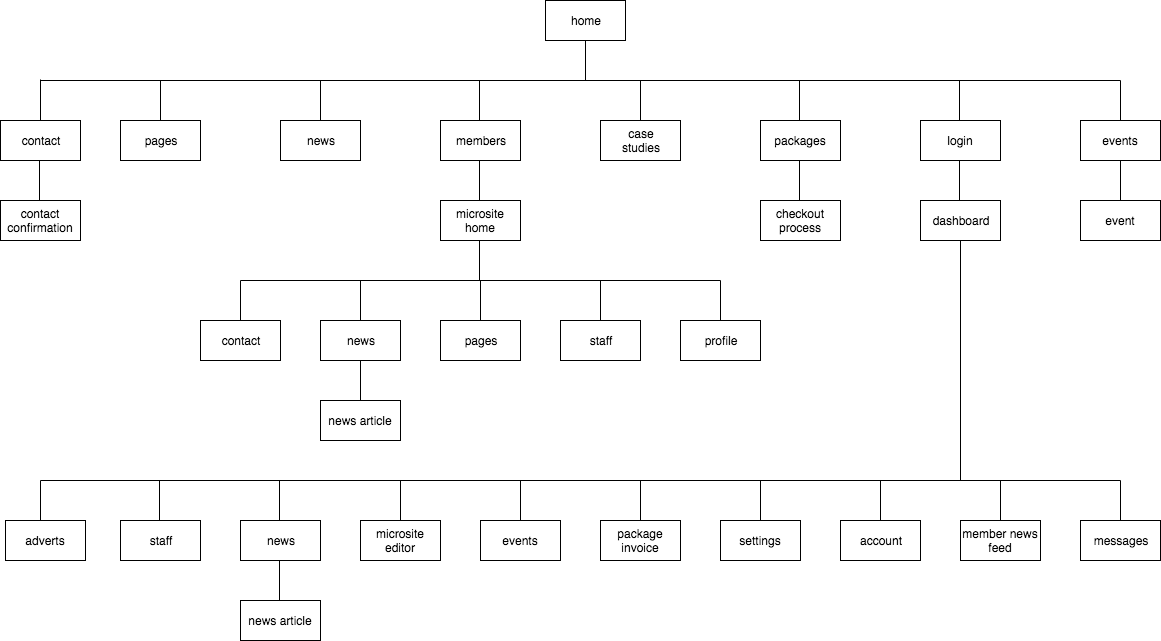 home
contact
pages
news
members
case
studies
packages
login
events
contact
confirmation
microsite
home
checkout
process
dashboard
event
contact
news
pages
staff
profile
news article
adverts
staff
news
microsite
editor
events
package
invoice
settings
account
member news
feed
messages
news article